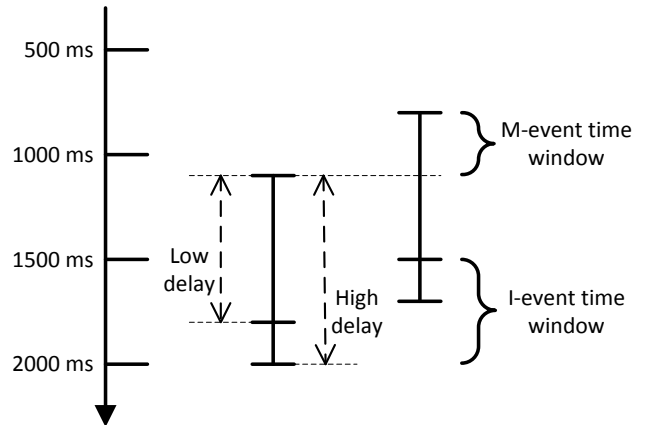 500 ms
1000 ms
1500 ms
2000 ms
Low
delay
High
delay
M-event time
window
I-event time
window